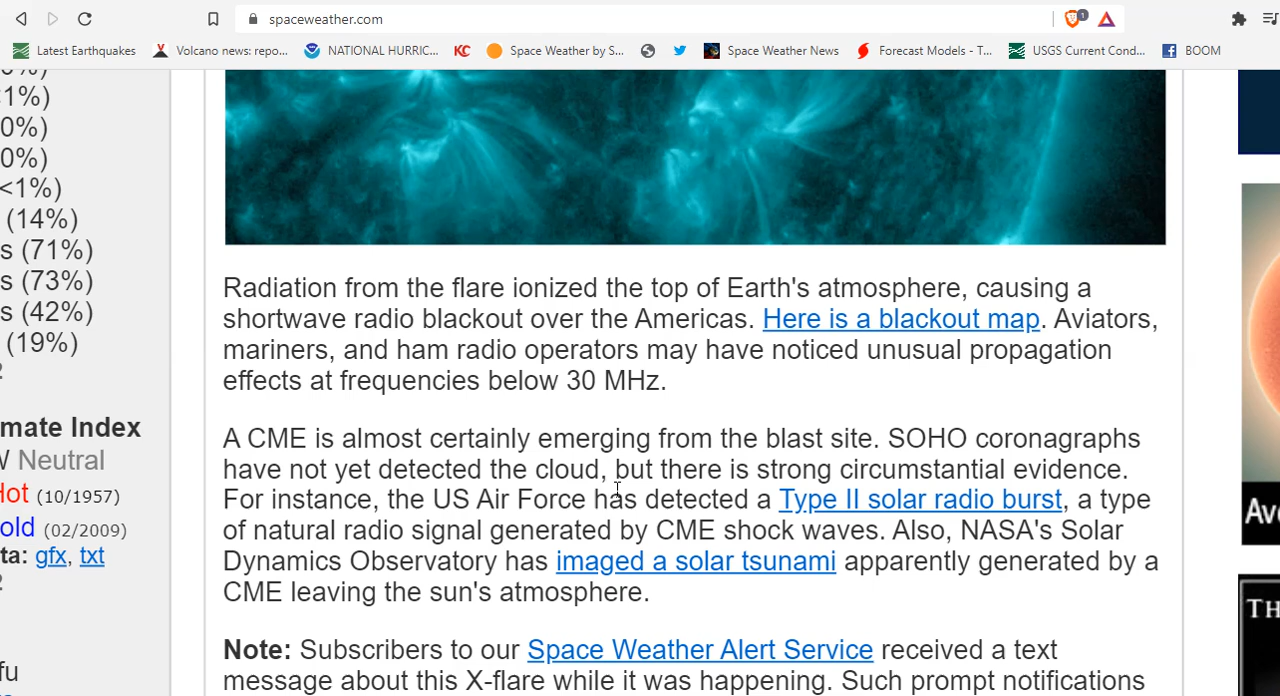 spaceweather.com
1
Latest Earthquakes
Volcano news: repo...
NATIONAL HURRIC...
KC
Space Weather by S...
Space Weather News
Forecast Models - T...
USGS Current Cond...
BOOM
1%)
0%)
0%)
<1%)
(14%)
s (71%)
s (73%)
s (42%)
(19%)
mate Index
Neutral
Hot (10/1957)
old (02/2009)
ta: gfx, txt
fu
Radiation from the flare ionized the top of Earth's atmosphere, causing a
shortwave radio blackout over the Americas. Here is a blackout map. Aviators,
mariners, and ham radio operators may have noticed unusual propagation
effects at frequencies below 30 MHz.
A CME is almost certainly emerging from the blast site. SOHO coronagraphs
have not yet detected the cloud, but there is strong circumstantial evidence.
For instance, the US Air Force has detected a Type II solar radio burst, a type
of natural radio signal generated by CME shock waves. Also, NASA's Solar
Dynamics Observatory has imaged a solar tsunami apparently generated by a
CME leaving the sun's atmosphere.
Note: Subscribers to our Space Weather Alert Service received a text
message about this X-flare while it was happening. Such prompt notifications
Av
TH